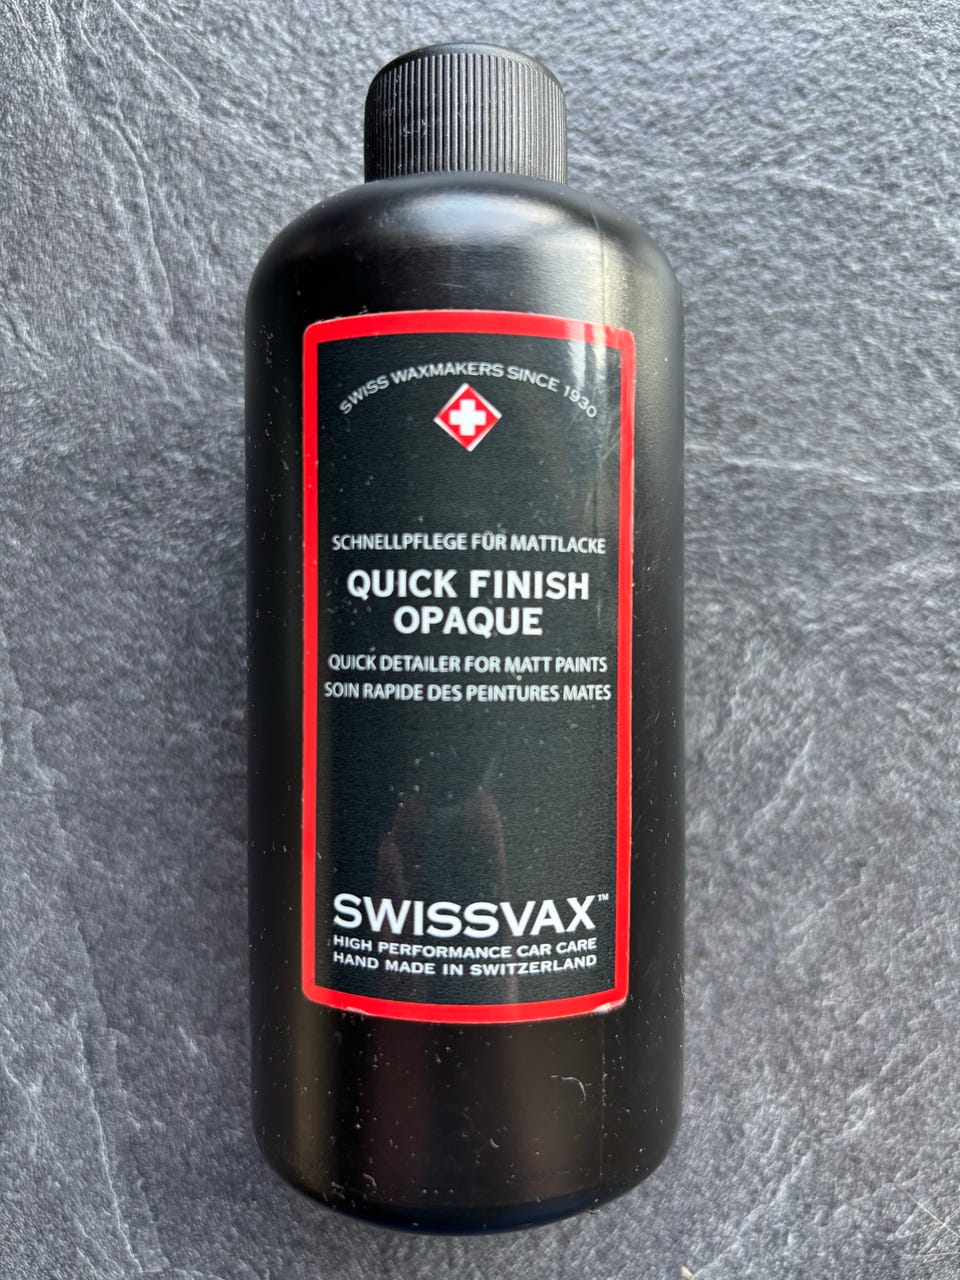 SWISS WAXMAKERS SINCE 1930
SCHNELLPFLEGE FÜR MATTLACKE
QUICK FINISH
OPAQUE
QUICK DETAILER FOR MATT PAINTS
SOIN RAPIDE DES PEINTURES MATES
SWISSVAX™
HIGH PERFORMANCE CAR CARE
HAND MADE IN SWITZERLAND